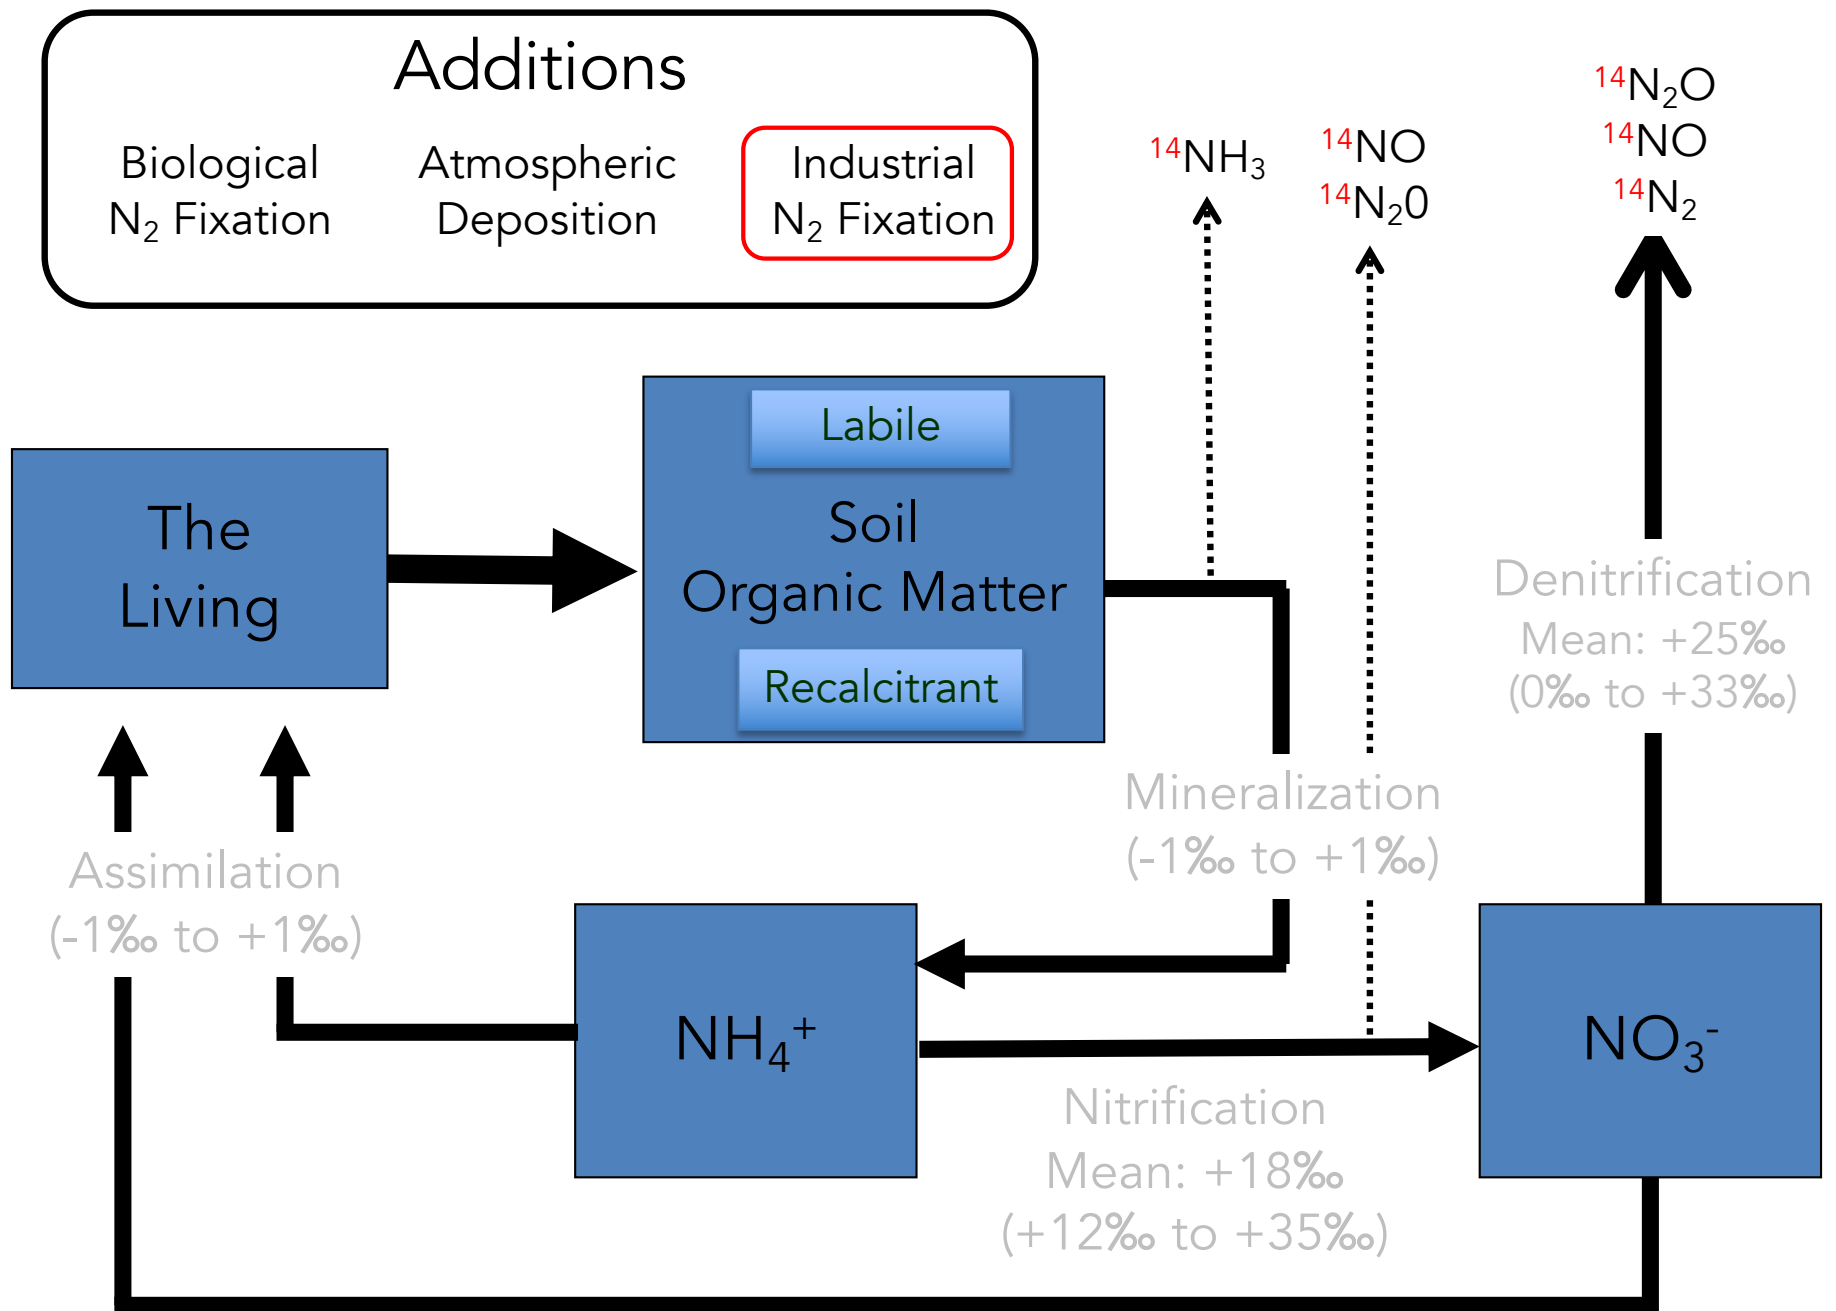 Additions
Biological
N₂ Fixation
Atmospheric
Deposition
Industrial
N₂ Fixation
¹⁴NH₃
¹⁴NO
¹⁴N₂0
¹⁴N₂O
¹⁴NO
¹⁴N₂
The
Living
Labile
Soil
Organic Matter
Recalcitrant
Denitrification
Mean: +25‰
(0‰ to +33‰)
Mineralization
(-1‰ to +1‰)
Assimilation
(-1‰ to +1‰)
NH₄⁺
NO₃⁻
Nitrification
Mean: +18‰
(+12‰ to +35‰)